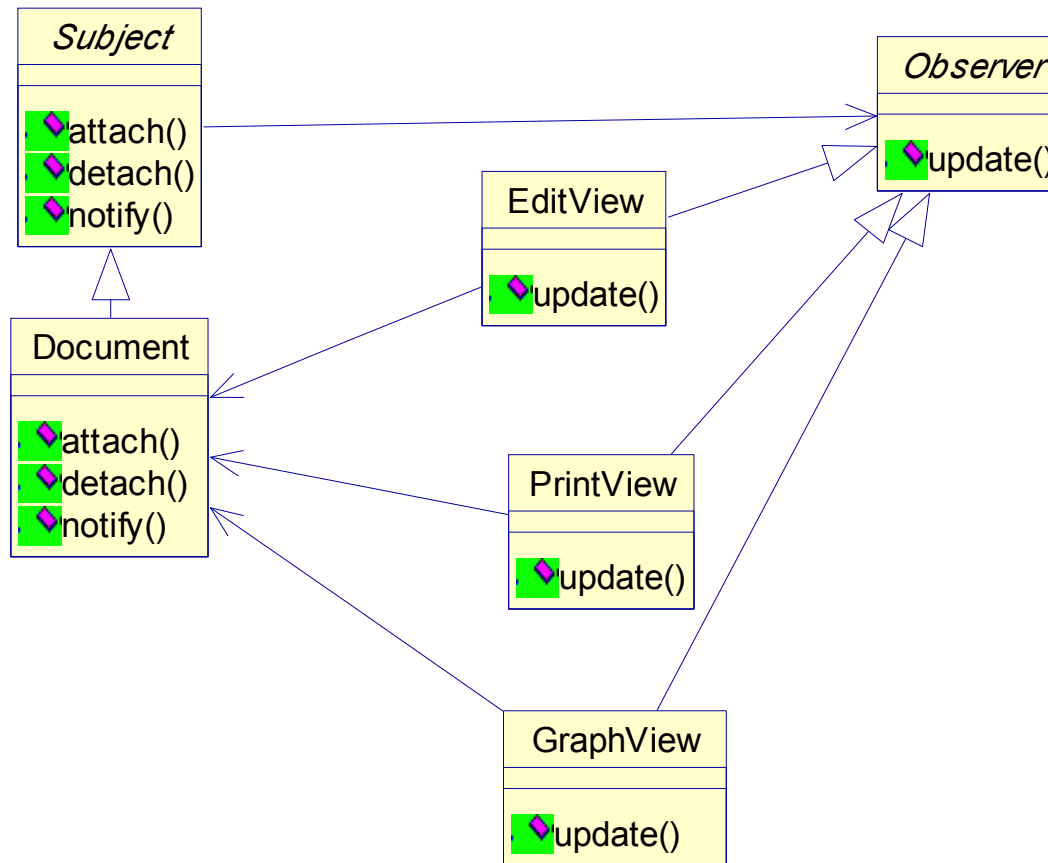 Subject
attach()
detach()
notify()
Observer
update()
EditView
update()
Document
attach()
detach()
notify()
PrintView
update()
GraphView
update()